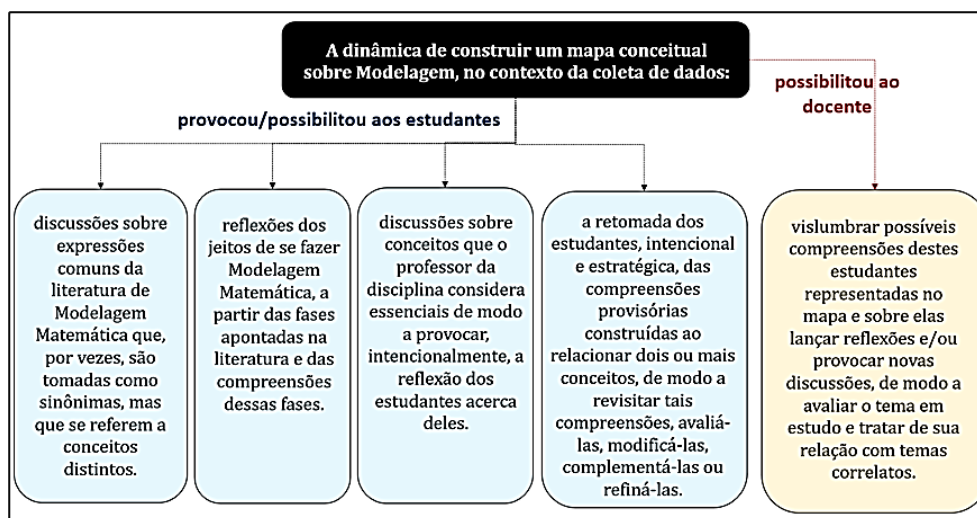 A dinâmica de construir um mapa conceitual
sobre Modelagem, no contexto da coleta de dados:
possibilitou ao
docente
provocou/possibilitou aos estudantes
discussões sobre
expressões
comuns da
literatura de
Modelagem
Matemática que,
por vezes, são
tomadas como
sinônimas, mas
que se referem a
conceitos
distintos.
reflexões dos
jeitos de se fazer
Modelagem
Matemática, a
partir das fases
apontadas na
literatura e das
compreensões
dessas fases.
discussões sobre
conceitos que o
professor da
disciplina considera
essenciais de modo
a provocar,
intencionalmente, a
reflexão dos
estudantes acerca
deles.
a retomada dos
estudantes, intencional
e estratégica, das
compreensões
provisórias
construídas ao
relacionar dois ou mais
conceitos, de modo a
revisitar tais
compreensões, avaliá-
las, modificá-las,
complementá-las ou
refiná-las.
vislumbrar possíveis
compreensões destes
estudantes
representadas no
mapa e sobre elas
lançar reflexões e/ou
provocar novas
discussões, de modo a
avaliar o tema em
estudo e tratar de sua
relação com temas
correlatos.